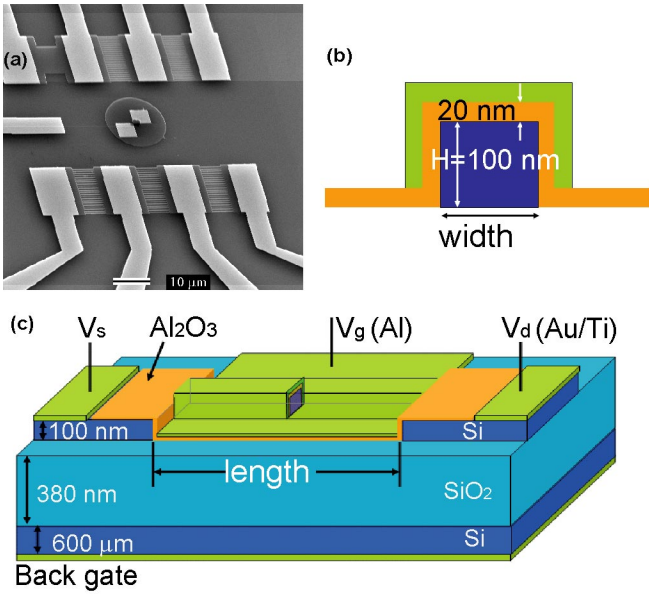 (a)
10 μm
(b)
20 nm
H=100 nm
width
(c)
Vs Al2O3 Vg (Al) Vd (Au/Ti)
100 nm Si
length
380 nm SiO2
600 μm Si
Back gate